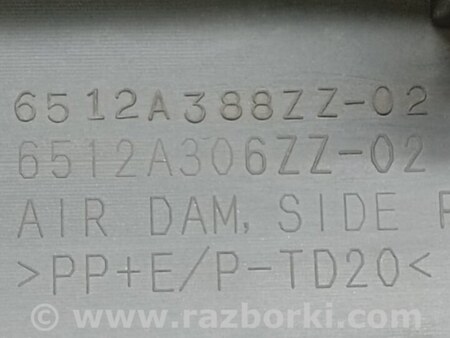 6512A388ZZ-02
6512A306ZZ-02
AIR DAM, SIDE
>PP+E/P-TD20<
© www.razborki.com